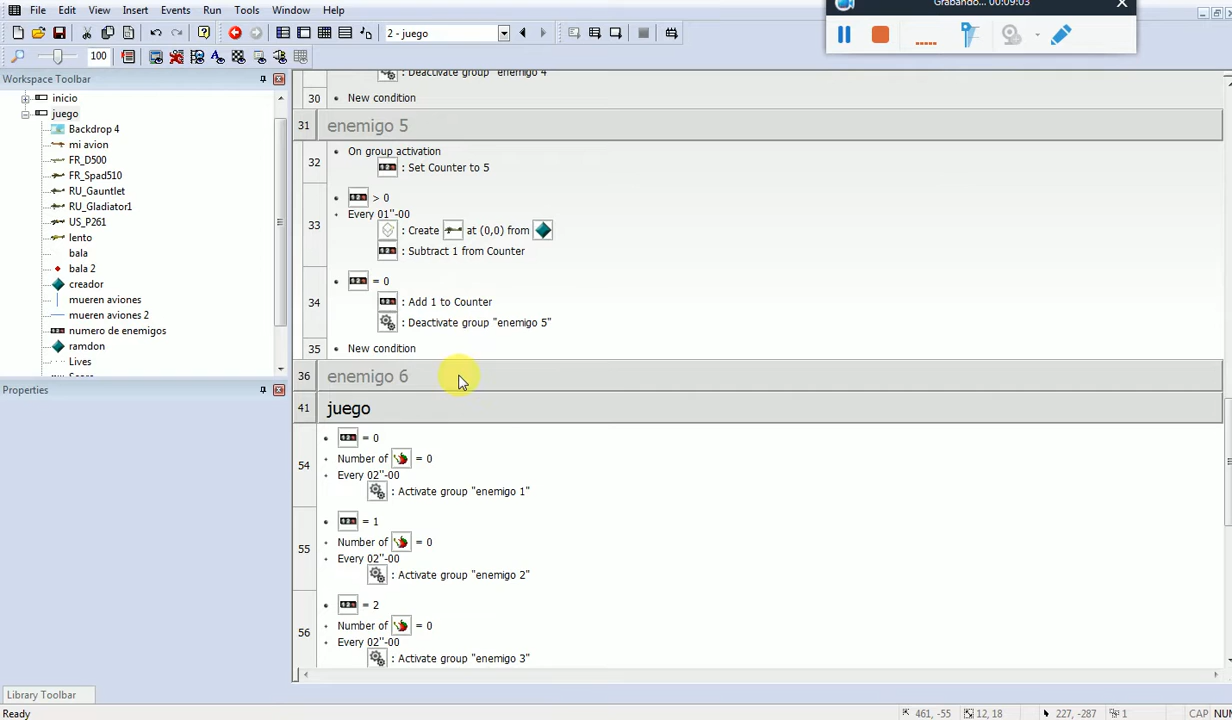 Grabando... 00:09:03
File Edit View Insert Events Run Tools Window Help
2 - juego
100
Workspace Toolbar
inicio
juego
Backdrop 4
mi avion
FR_D500
FR_Spad510
RU_Gauntlet
RU_Gladiator1
US_P261
lento
bala
bala 2
creador
mueren aviones
mueren aviones 2
numero de enemigos
ramdon
Lives
Properties
Library Toolbar
Ready
: Deactivate group "enemigo 4"
30 • New condition
31 enemigo 5
32 • On group activation
: Set Counter to 5
33 • > 0
Every 01"-00
: Create at (0,0) from
: Subtract 1 from Counter
34 • = 0
: Add 1 to Counter
: Deactivate group "enemigo 5"
35 • New condition
36 enemigo 6
41 juego
54 • = 0
Number of = 0
Every 02"-00
: Activate group "enemigo 1"
55 • = 1
Number of = 0
Every 02"-00
: Activate group "enemigo 2"
56 • = 2
Number of = 0
Every 02"-00
: Activate group "enemigo 3"
461, -55 12, 18 227, -287 1 CAP NUM